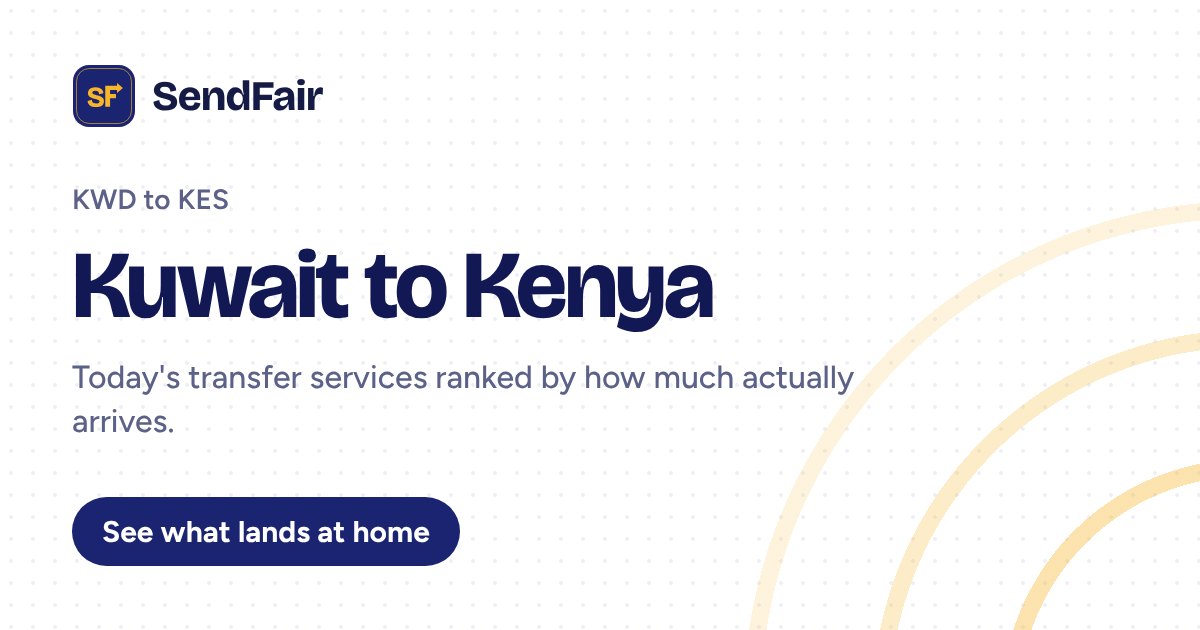 SF
SendFair
KWD to KES
Kuwait to Kenya
Today's transfer services ranked by how much actually
arrives.
See what lands at home